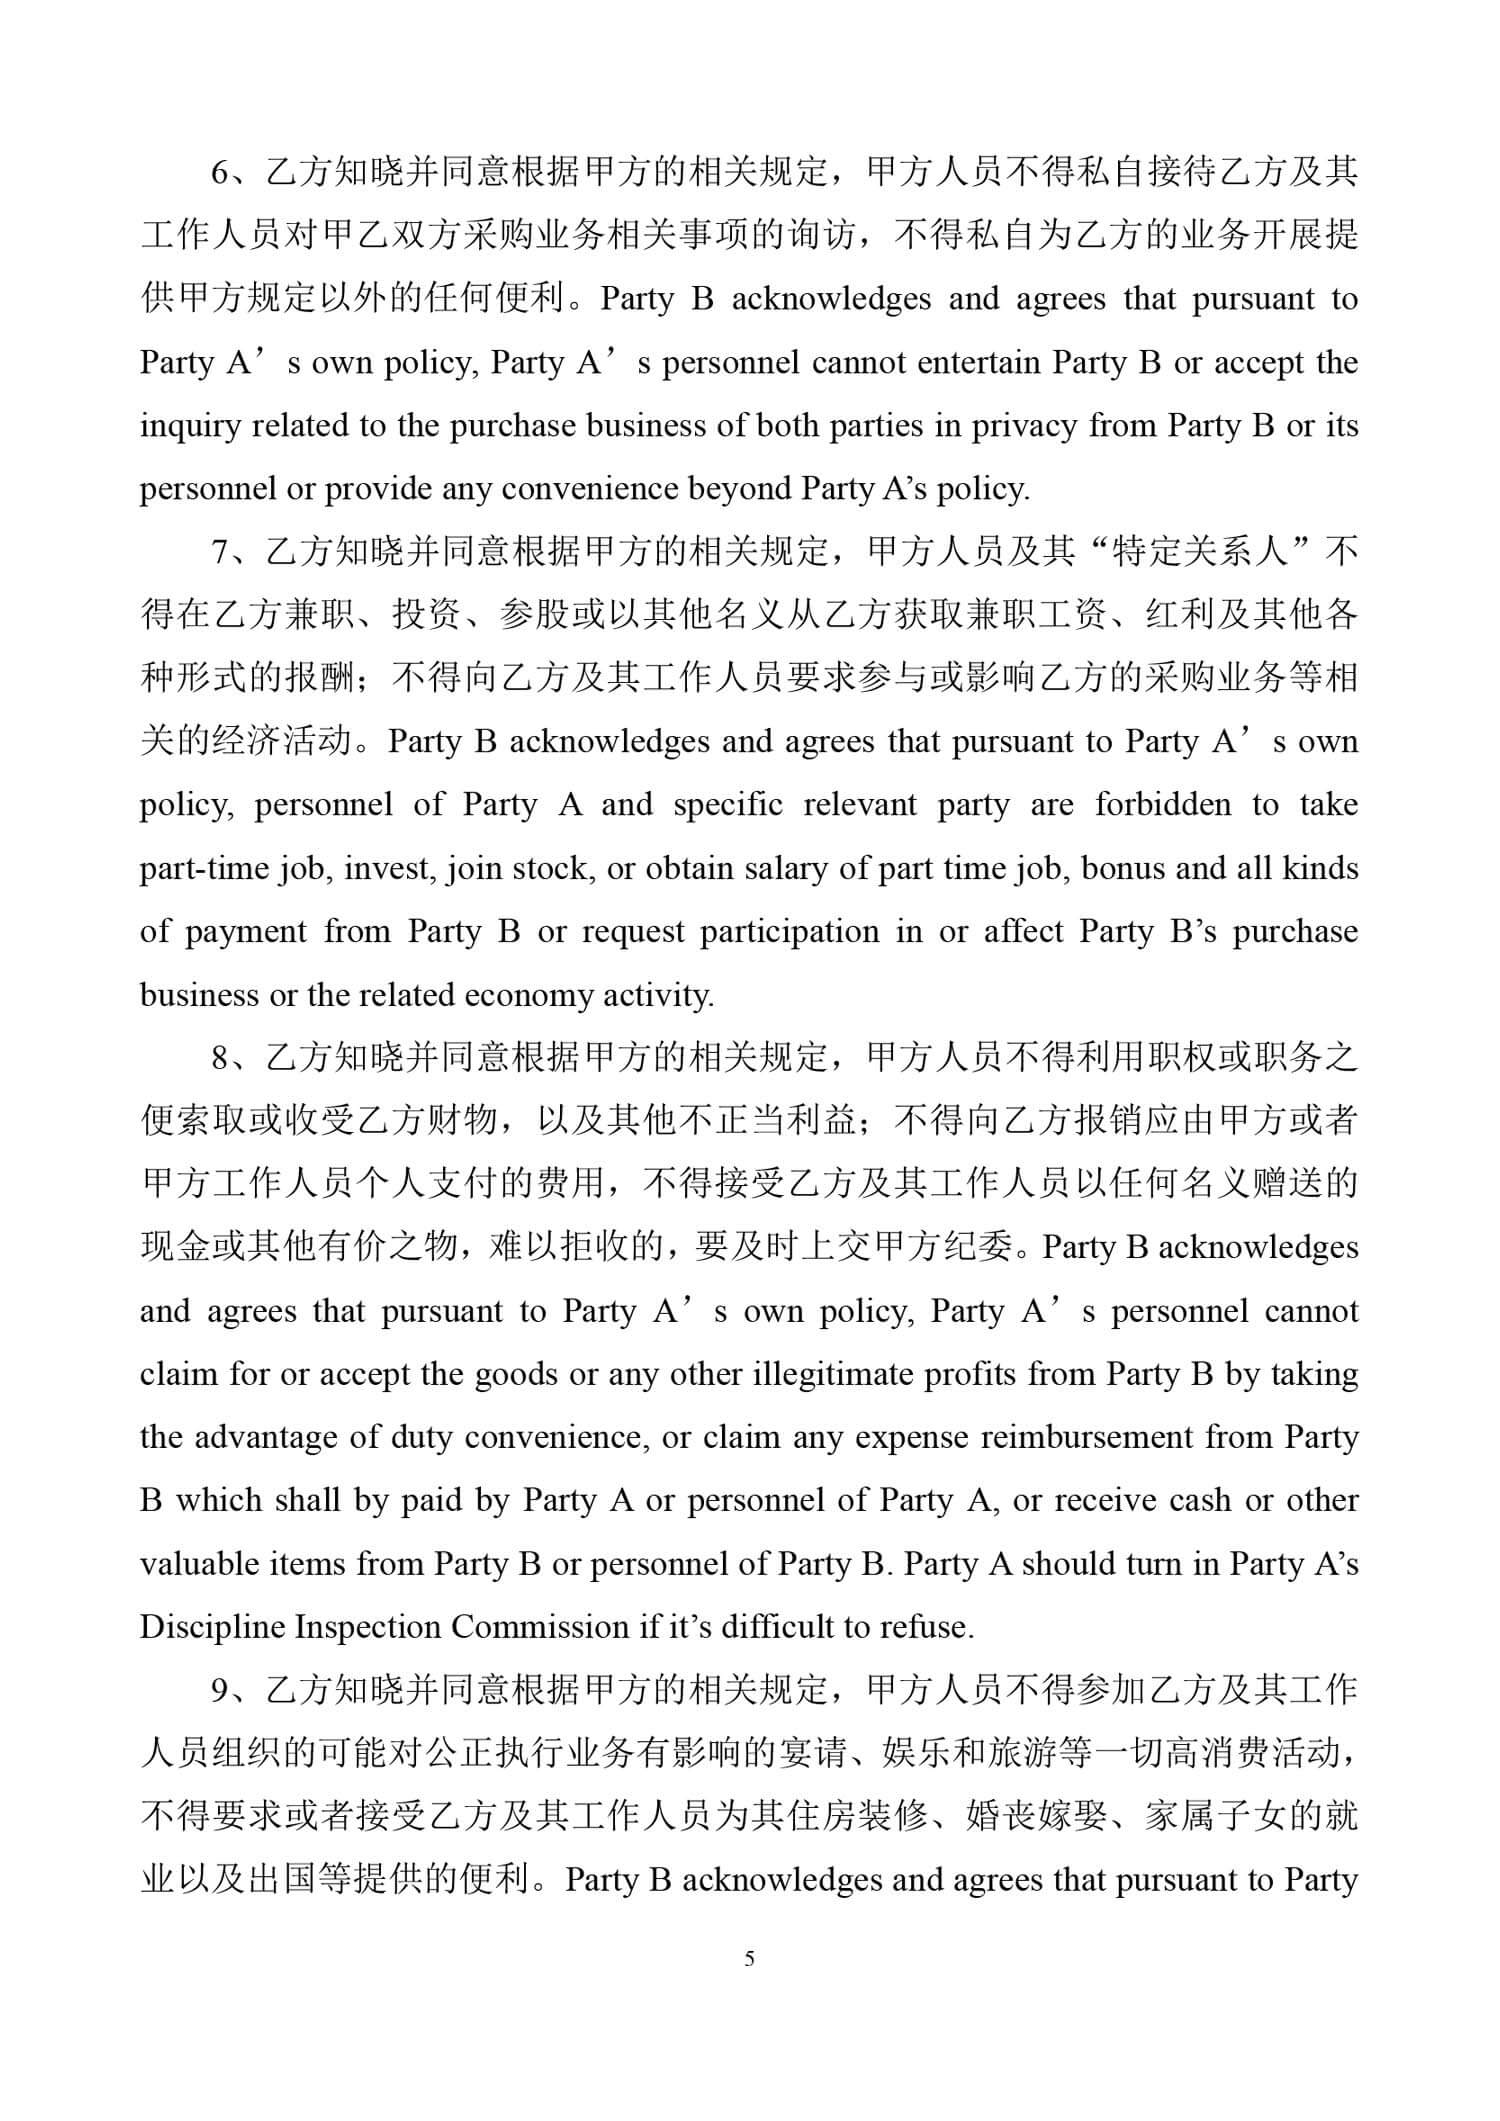 6、乙方知晓并同意根据甲方的相关规定，甲方人员不得私自接待乙方及其
工作人员对甲乙双方采购业务相关事项的询访，不得私自为乙方的业务开展提
供甲方规定以外的任何便利。Party B acknowledges and agrees that pursuant to
Party A’s own policy, Party A’s personnel cannot entertain Party B or accept the
inquiry related to the purchase business of both parties in privacy from Party B or its
personnel or provide any convenience beyond Party A’s policy.
7、乙方知晓并同意根据甲方的相关规定，甲方人员及其“特定关系人”不
得在乙方兼职、投资、参股或以其他名义从乙方获取兼职工资、红利及其他各
种形式的报酬；不得向乙方及其工作人员要求参与或影响乙方的采购业务等相
关的经济活动。Party B acknowledges and agrees that pursuant to Party A’s own
policy, personnel of Party A and specific relevant party are forbidden to take
part-time job, invest, join stock, or obtain salary of part time job, bonus and all kinds
of payment from Party B or request participation in or affect Party B’s purchase
business or the related economy activity.
8、乙方知晓并同意根据甲方的相关规定，甲方人员不得利用职权或职务之
便索取或收受乙方财物，以及其他不正当利益；不得向乙方报销应由甲方或者
甲方工作人员个人支付的费用，不得接受乙方及其工作人员以任何名义赠送的
现金或其他有价之物，难以拒收的，要及时上交甲方纪委。Party B acknowledges
and agrees that pursuant to Party A’s own policy, Party A’s personnel cannot
claim for or accept the goods or any other illegitimate profits from Party B by taking
the advantage of duty convenience, or claim any expense reimbursement from Party
B which shall by paid by Party A or personnel of Party A, or receive cash or other
valuable items from Party B or personnel of Party B. Party A should turn in Party A’s
Discipline Inspection Commission if it’s difficult to refuse.
9、乙方知晓并同意根据甲方的相关规定，甲方人员不得参加乙方及其工作
人员组织的可能对公正执行业务有影响的宴请、娱乐和旅游等一切高消费活动，
不得要求或者接受乙方及其工作人员为其住房装修、婚丧嫁娶、家属子女的就
业以及出国等提供的便利。Party B acknowledges and agrees that pursuant to Party
5